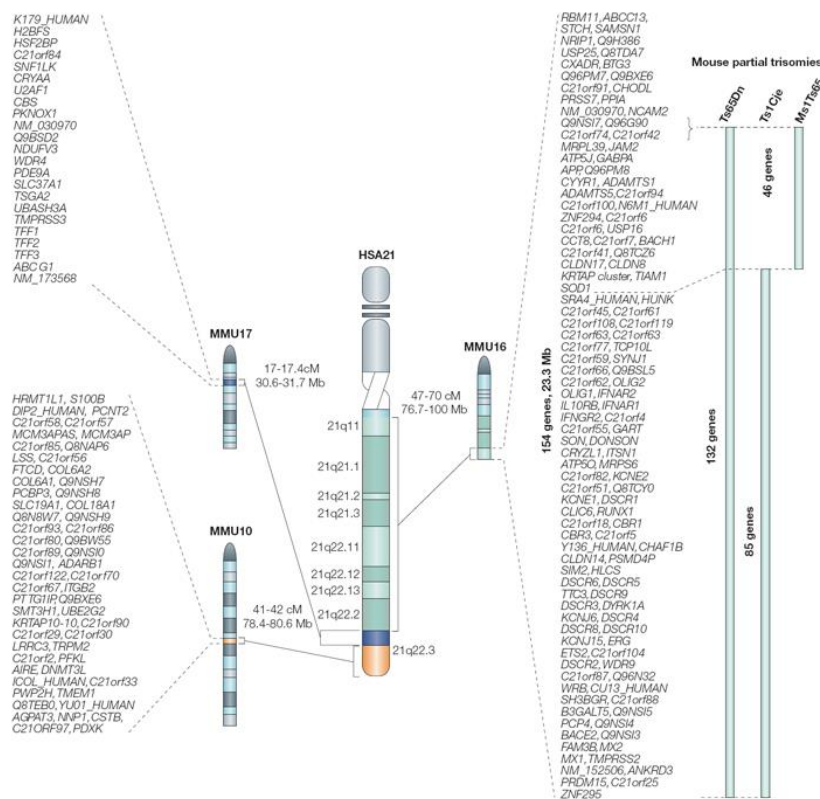 K179_HUMAN
H2BFS
HSF2BP
C21orf84
SNF1LK
CRYAA
U2AF1
CBS
PKNOX1
NM_030970
Q9BSD2
NDUFV3
WDR4
PDE9A
SLC37A1
TSGA2
UBASH3A
TMPRSS3
TFF1
TFF2
TFF3
ABCG1
NM_173568
HRMT1L1, S100B
DIP2_HUMAN, PCNT2
C21orf58, C21orf57
MCM3APAS, MCM3AP
C21orf85, Q8NAP6
LSS, C21orf56
FTCD, COL6A2
COL6A1, Q9NSH7
PCBP3, Q9NSH8
SLC19A1, COL18A1
Q8N8W7, Q9NSH9
C21orf93, C21orf86
C21orf80, Q9BW55
C21orf89, Q9NSI0
Q9NSI1, ADARB1
C21orf122, C21orf70
C21orf67, ITGB2
PTTG1IP, Q9BXE6
SMT3H1, UBE2G2
KRTAP10-10, C21orf90
C21orf29, C21orf30
LRRC3, TRPM2
C21orf2, PFKL
AIRE, DNMT3L
ICOL_HUMAN, C21orf33
PWP2H, TMEM1
Q8TEB0, YU01_HUMAN
AGPAT3, NNP1, CSTB,
C21ORF97, PDXK
MMU17
17-17.4cM
30.6-31.7 Mb
MMU10
41-42 cM
78.4-80.6 Mb
HSA21
21q11
21q21.1
21q21.2
21q21.3
21q22.11
21q22.12
21q22.13
21q22.2
21q22.3
MMU16
47-70 cM
76.7-100 Mb
154 genes, 23.3 Mb
RBM11, ABCC13,
STCH, SAMSN1
NRIP1, Q9H386
USP25, Q8TDA7
CXADR, BTG3
Q96PM7, Q9BXE6
C21orf91, CHODL
PRSS7, PPIA
NM_030970, NCAM2
Q9NSI7, Q96G90
C21orf74, C21orf42
MRPL39, JAM2
ATP5J, GABPA
APP, Q96PM8
CYYR1, ADAMTS1
ADAMTS5, C21orf94
C21orf100, N6M1_HUMAN
ZNF294, C21orf6
C21orf6, USP16
CCT8, C21orf7, BACH1
C21orf41, Q8TCZ6
CLDN17, CLDN8
KRTAP cluster, TIAM1
SOD1
SRA4_HUMAN, HUNK
C21orf45, C21orf61
C21orf108, C21orf119
C21orf63, C21orf63
C21orf77, TCP10L
C21orf59, SYNJ1
C21orf66, Q9BSL5
C21orf62, OLIG2
OLIG1, IFNAR2
IL10RB, IFNAR1
IFNGR2, C21orf4
C21orf55, GART
SON, DONSON
CRYZL1, ITSN1
ATP5O, MRPS6
C21orf82, KCNE2
C21orf51, Q8TCY0
KCNE1, DSCR1
CLIC6, RUNX1
C21orf18, CBR1
CBR3, C21orf5
Y136_HUMAN, CHAF1B
CLDN14, PSMD4P
SIM2, HLCS
DSCR6, DSCR5
TTC3, DSCR9
DSCR3, DYRK1A
KCNJ6, DSCR4
DSCR8, DSCR10
KCNJ15, ERG
ETS2, C21orf104
DSCR2, WDR9
C21orf87, Q96N32
WRB, CU13_HUMAN
SH3BGR, C21orf88
B3GALT5, Q9NSI5
PCP4, Q9NSI4
BACE2, Q9NSI3
FAM3B, MX2
MX1, TMPRSS2
NM_152506, ANKRD3
PRDM15, C21orf25
ZNF295
Mouse partial trisomies
Ts65Dn
Ts1Cje
Ms1Ts65
46 genes
132 genes
85 genes